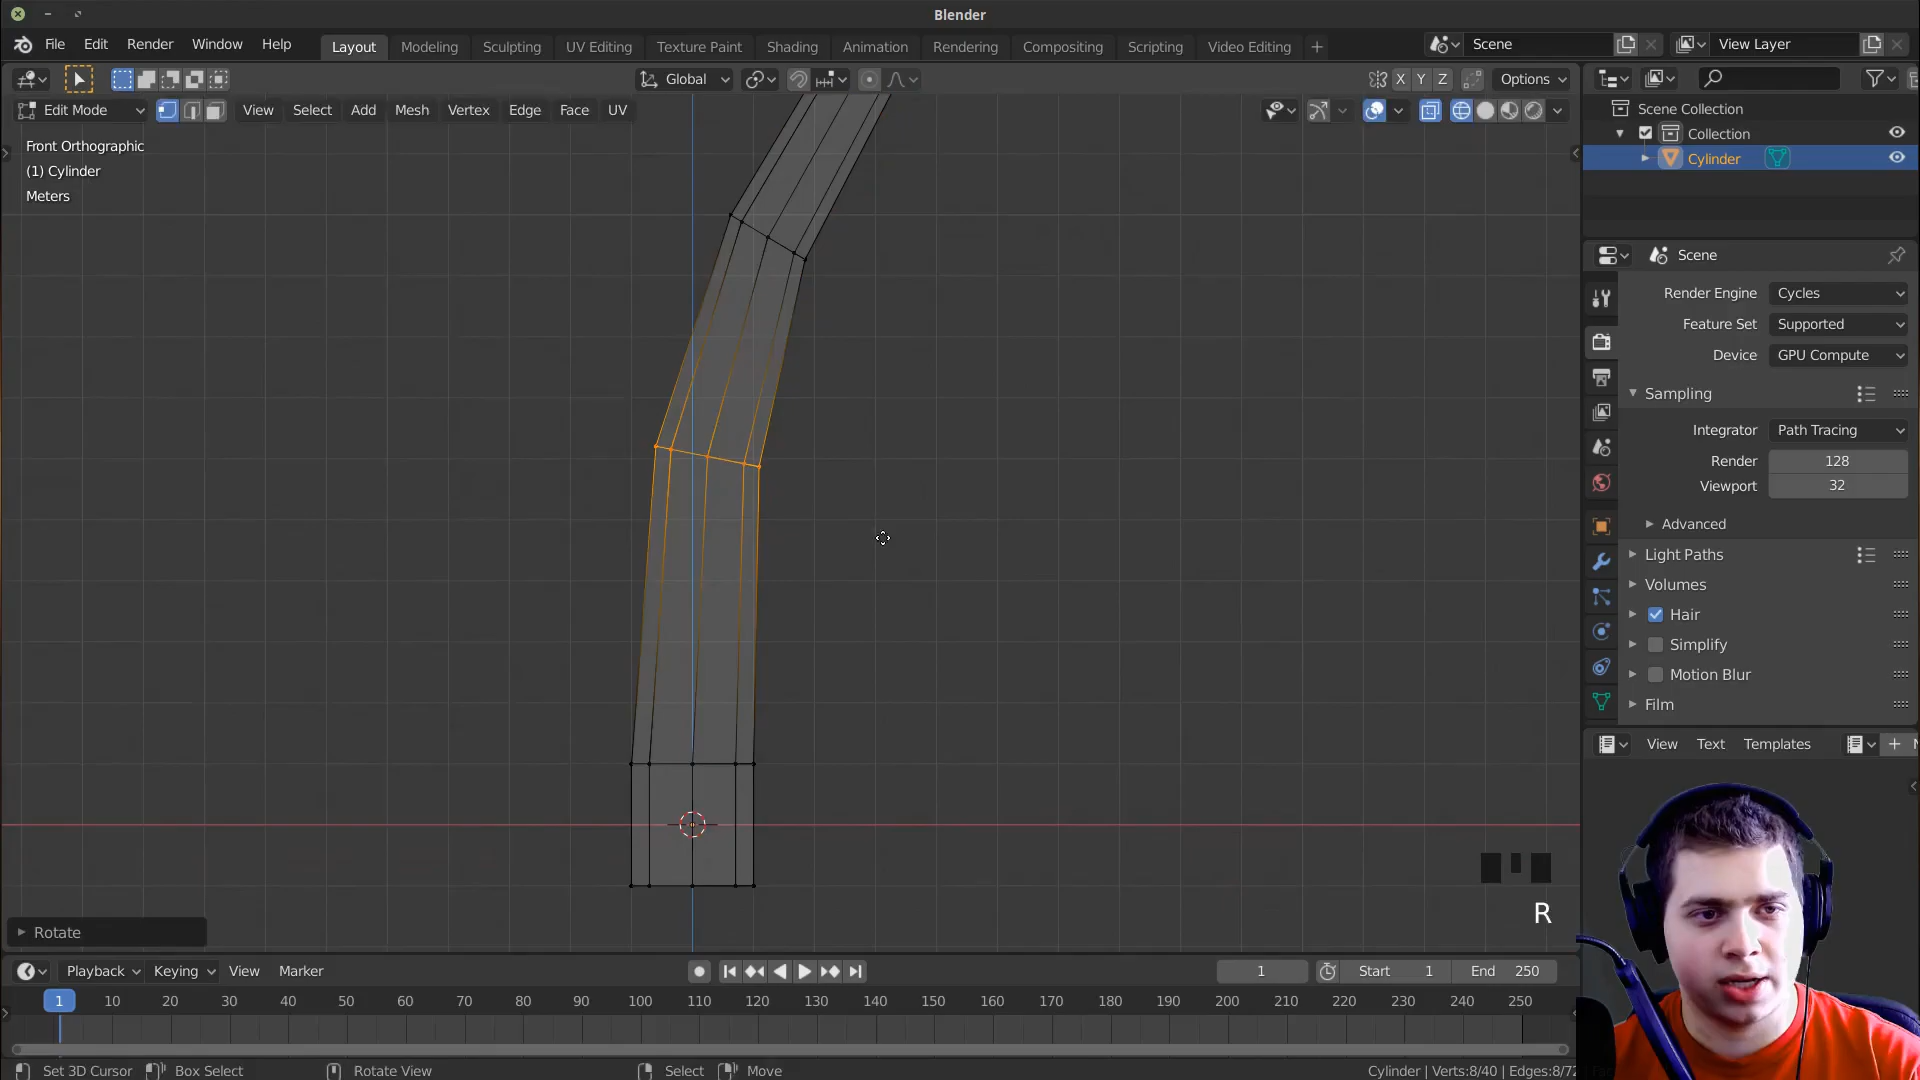 Blender
File Edit Render Window Help Layout Modeling Sculpting UV Editing Texture Paint Shading Animation Rendering Compositing Scripting Video Editing + Scene View Layer
Global X Y Z Options
Edit Mode View Select Add Mesh Vertex Edge Face UV
Front Orthographic
(1) Cylinder
Meters
Scene Collection
Collection
Cylinder
Scene
Render Engine Cycles
Feature Set Supported
Device GPU Compute
Sampling
Integrator Path Tracing
Render 128
Viewport 32
Advanced
Light Paths
Volumes
Hair
Simplify
Motion Blur
Film
View Text Templates +
R
Rotate
Playback Keying View Marker 1 Start 1 End 250
1 10 20 30 40 50 60 70 80 90 100 110 120 130 140 150 160 170 180 190 200 210 220 230 240 250
Set 3D Cursor Box Select Rotate View Select Move Cylinder | Verts:8/40 | Edges:8/72